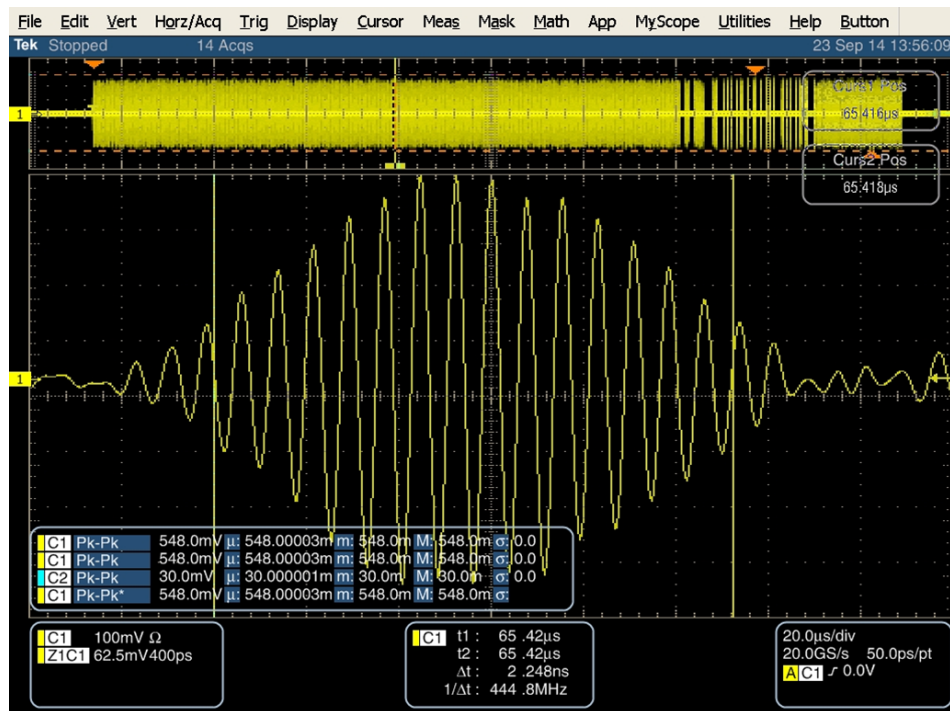 File Edit Vert Horz/Acq Trig Display Cursor Meas Mask Math App MyScope Utilities Help Button
Tek Stopped 14 Acqs 23 Sep 14 13:56:09
Curs1 Pos
1
65.416µs
Curs2 Pos
65.418µs
1
C1 Pk-Pk 548.0mV µ: 548.00003m m: 548.0m M: 548.0m σ: 0.0
C1 Pk-Pk 548.0mV µ: 548.00003m m: 548.0m M: 548.0m σ: 0.0
C2 Pk-Pk 30.0mV µ: 30.000001m m: 30.0m M: 30.0m σ: 0.0
C1 Pk-Pk* 548.0mV µ: 548.00003m m: 548.0m M: 548.0m σ:
C1 100mV Ω
Z1C1 62.5mV 400ps
C1 t1 : 65 .42µs
t2 : 65 .42µs
Δt : 2 .248ns
1/Δt : 444 .8MHz
20.0µs/div
20.0GS/s 50.0ps/pt
A C1 ∫ 0.0V